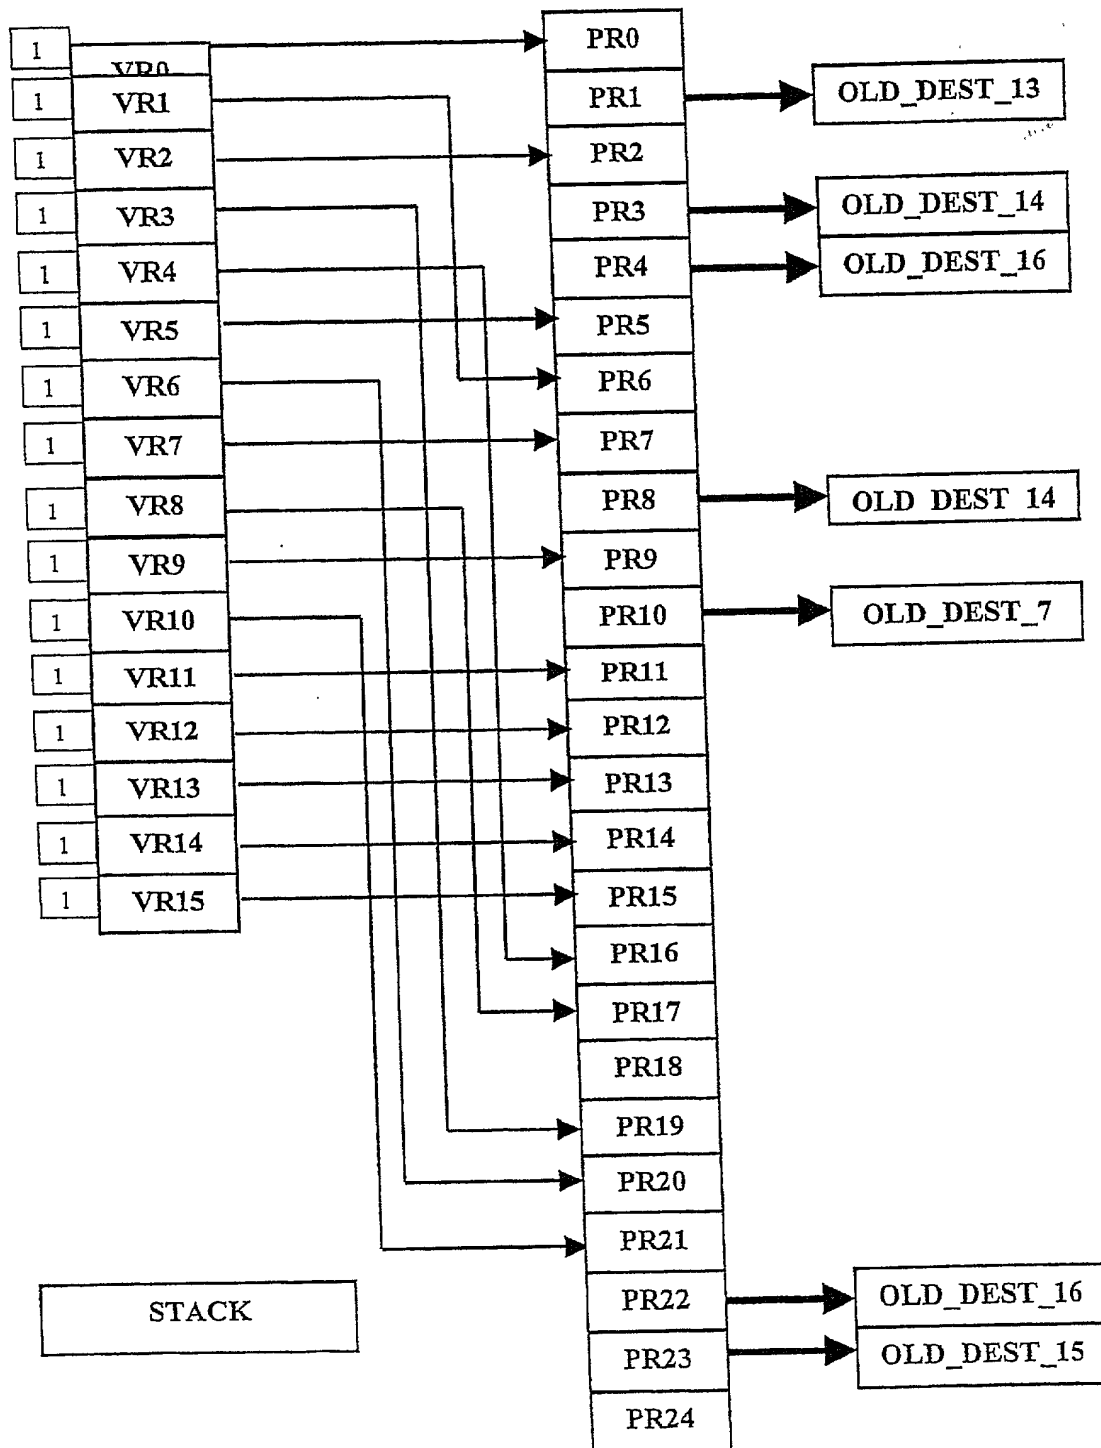 1 VR0 PR0
1 VR1 PR1 OLD_DEST_13
1 VR2 PR2
1 VR3 PR3 OLD_DEST_14
1 VR4 PR4 OLD_DEST_16
1 VR5 PR5
1 VR6 PR6
1 VR7 PR7
1 VR8 PR8 OLD DEST 14
1 VR9 PR9
1 VR10 PR10 OLD_DEST_7
1 VR11 PR11
1 VR12 PR12
1 VR13 PR13
1 VR14 PR14
1 VR15 PR15
PR16
PR17
PR18
PR19
PR20
PR21
STACK PR22 OLD_DEST_16
PR23 OLD_DEST_15
PR24